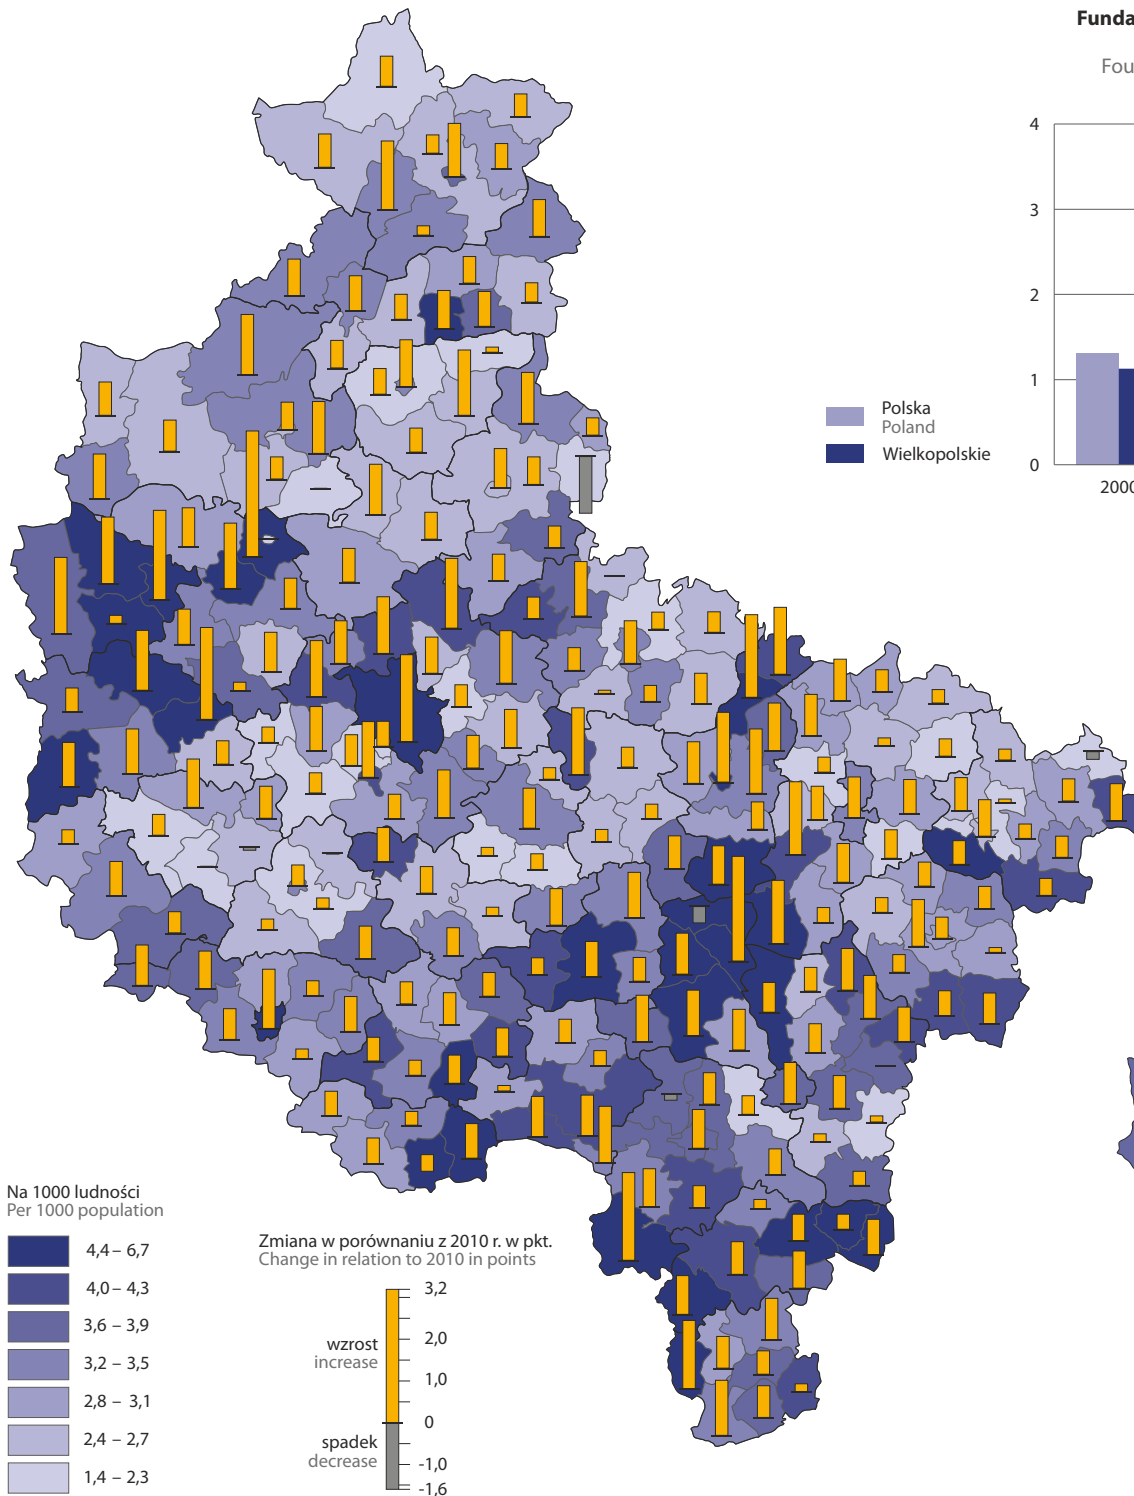 Funda
Fou
4
3
2
1
0
2000
Polska
Poland
Wielkopolskie
Na 1000 ludności
Per 1000 population
4,4 – 6,7
4,0 – 4,3
3,6 – 3,9
3,2 – 3,5
2,8 – 3,1
2,4 – 2,7
1,4 – 2,3
Zmiana w porównaniu z 2010 r. w pkt.
Change in relation to 2010 in points
3,2
2,0
1,0
0
-1,0
-1,6
wzrost
increase
spadek
decrease